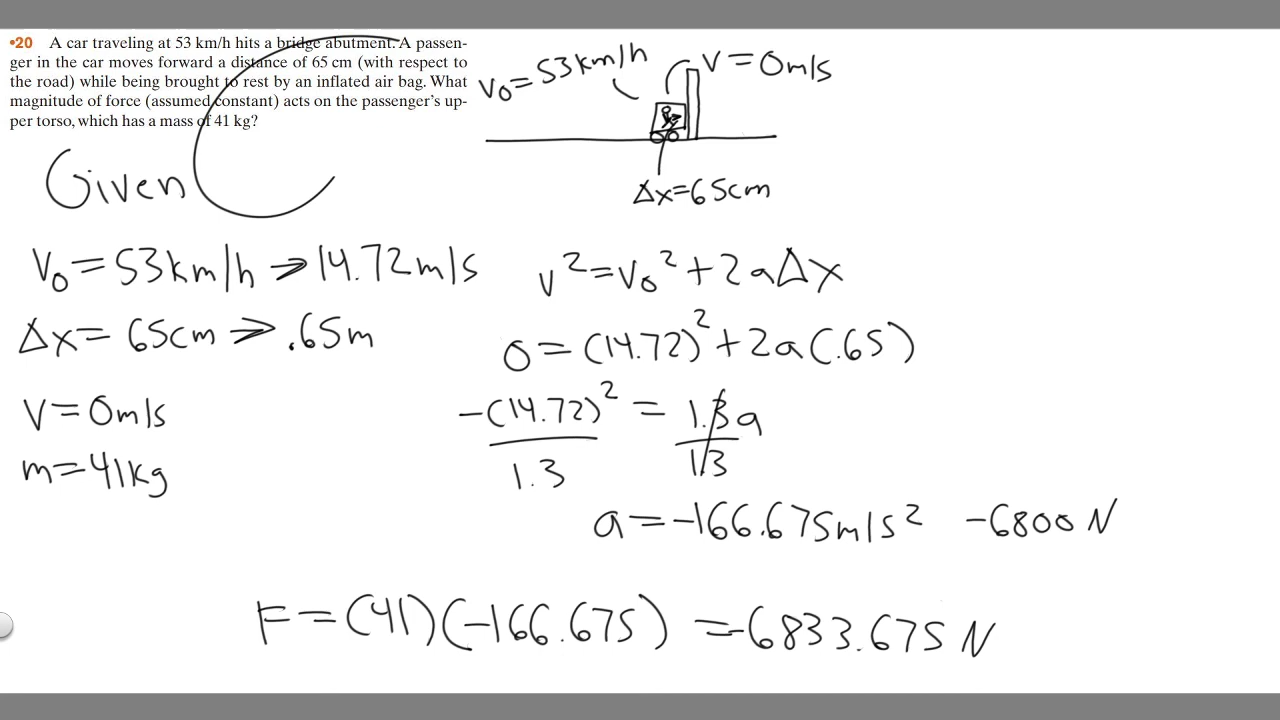 •20 A car traveling at 53 km/h hits a bridge abutment. A passen-
ger in the car moves forward a distance of 65 cm (with respect to
the road) while being brought to rest by an inflated air bag. What
magnitude of force (assumed constant) acts on the passenger's up-
per torso, which has a mass of 41 kg?
V₀=53km/h
V=0m/s
Δx=65cm
Given
V₀=53km/h→14.72m/s
Δx=65cm→.65m
V=0m/s
m=41kg
v²=v₀²+2aΔx
0=(14.72)²+2a(.65)
-(14.72)²=1.3a
1.3 1.3
a=-166.675m/s² -6800N
F=(41)(-166.675)=-6833.675N